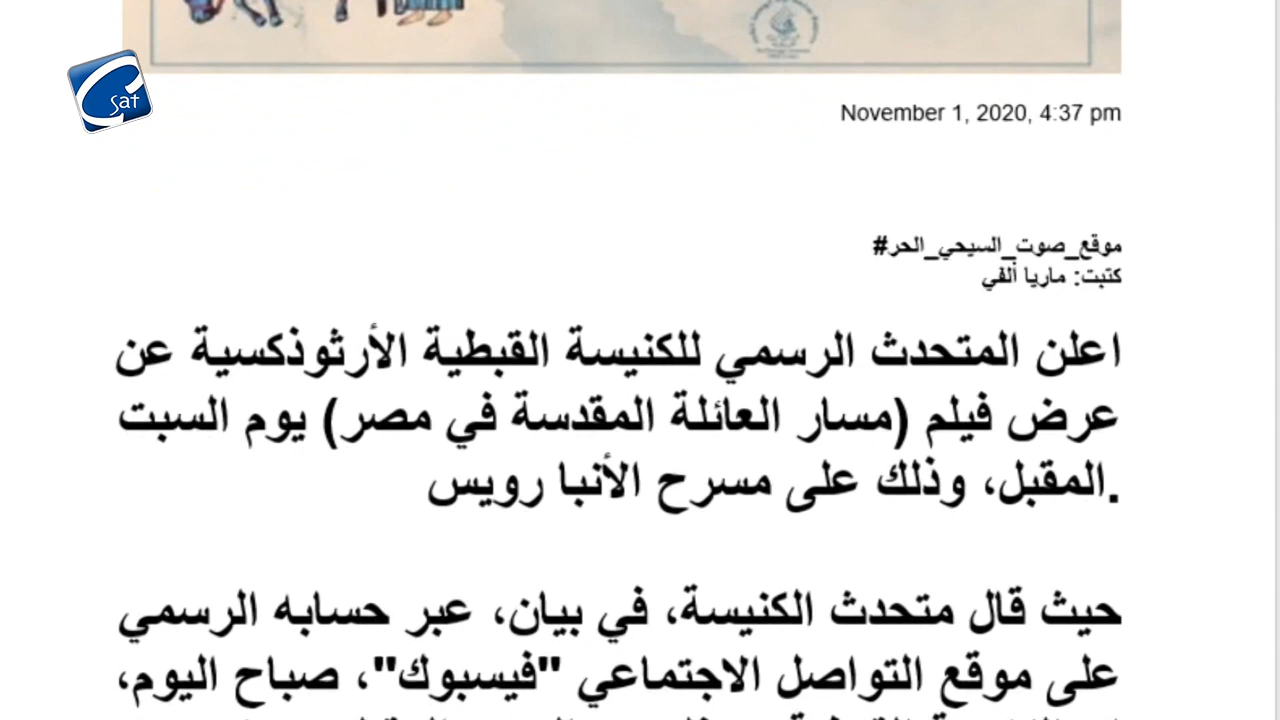 Sat
November 1, 2020, 4:37 pm
#موقع_صوت_السيحي_الحر
كتبت: ماريا ألفي
اعلن المتحدث الرسمي للكنيسة القبطية الأرثوذكسية عن
عرض فيلم (مسار العائلة المقدسة في مصر) يوم السبت
.المقبل، وذلك على مسرح الأنبا رويس
حيث قال متحدث الكنيسة، في بيان، عبر حسابه الرسمي
على موقع التواصل الاجتماعي "فيسبوك"، صباح اليوم،